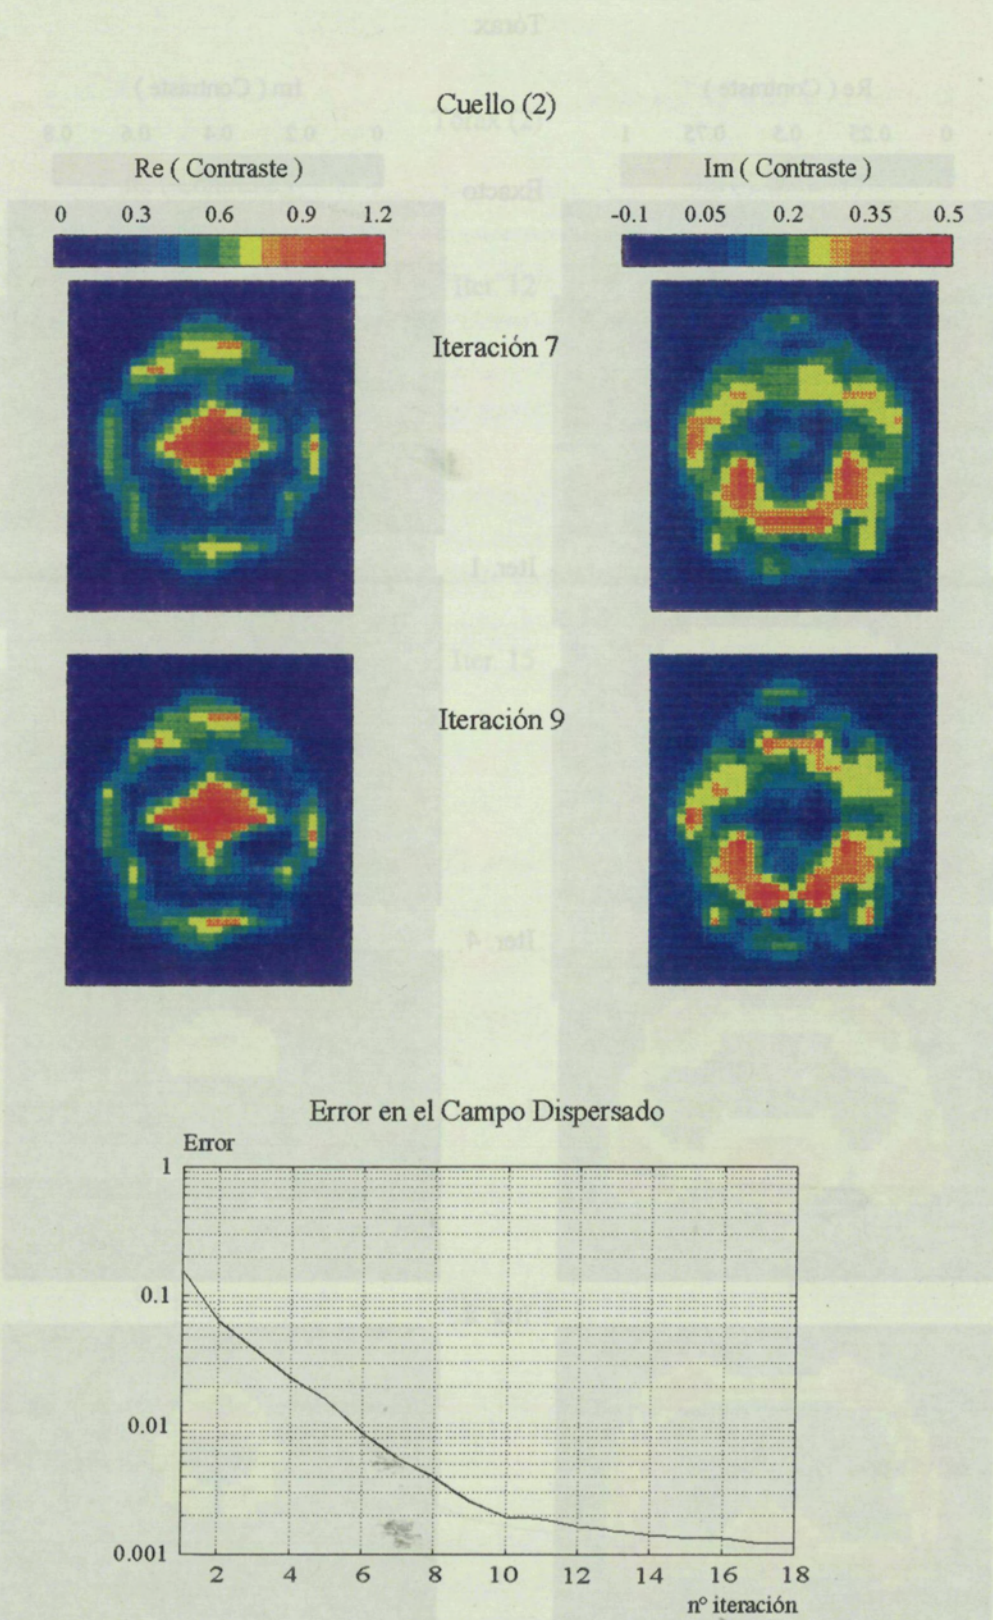 Cuello (2)
Re ( Contraste )
0 0.3 0.6 0.9 1.2
Im ( Contraste )
-0.1 0.05 0.2 0.35 0.5
Iteración 7
Iteración 9
Error en el Campo Dispersado
Error
1
0.1
0.01
0.001
2 4 6 8 10 12 14 16 18
nº iteración